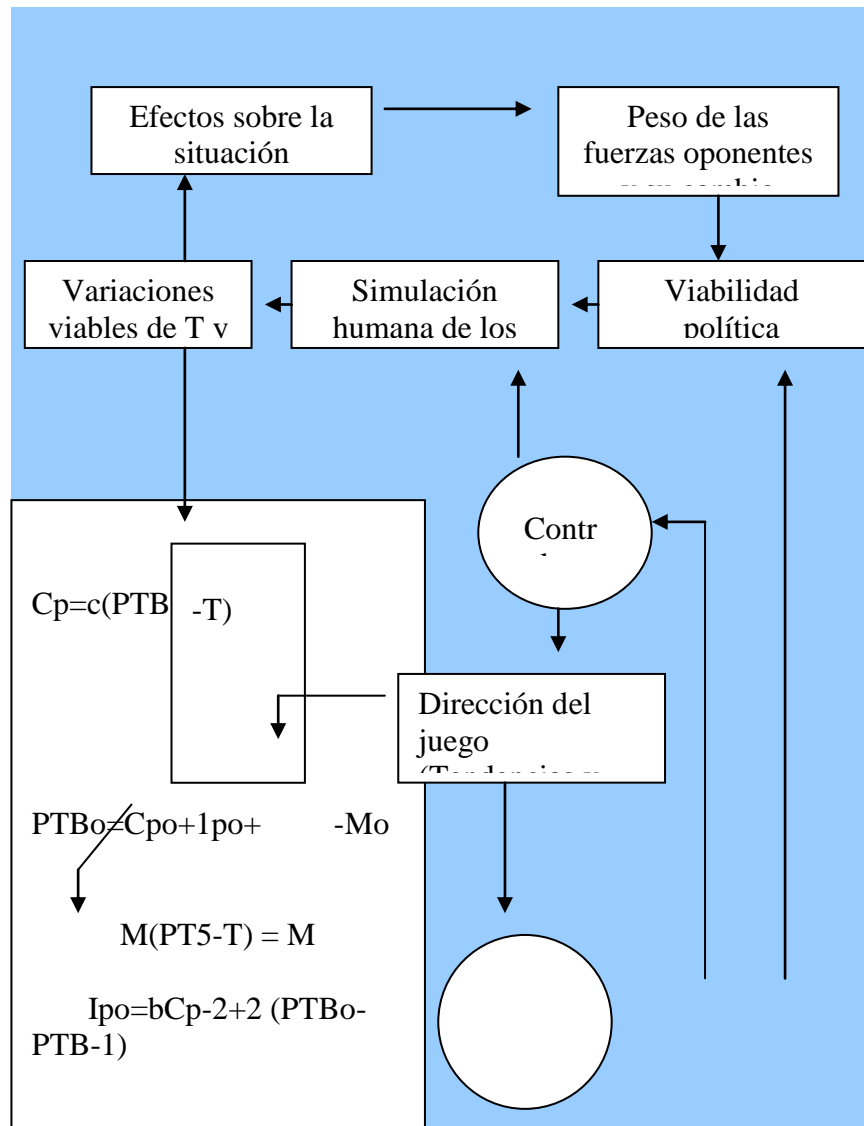 Efectos sobre la
situación
Peso de las
fuerzas oponentes
Variaciones
viables de T y
Simulación
humana de los
Viabilidad
política
Contr
Cp=c(PTB -T)
Dirección del
juego
(Tendencias y
PTBo=Cpo+1po+ -Mo
M(PT5-T) = M
Ipo=bCp-2+2 (PTBo-
PTB-1)